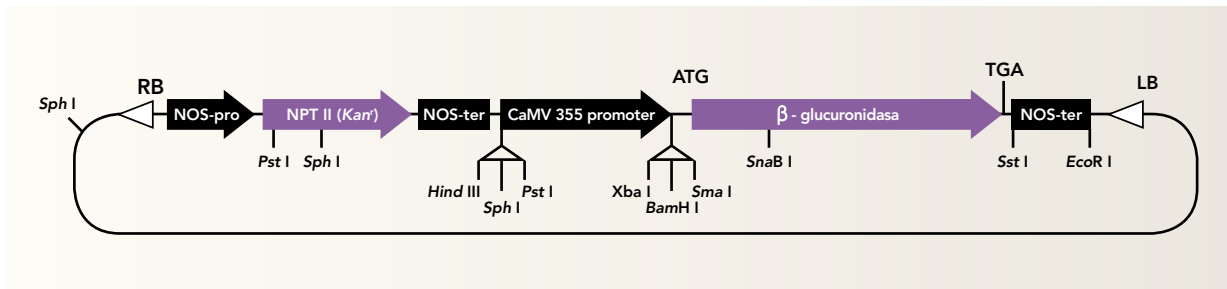 TGA
ATG
LB
RB
Sph I
NOS-pro
NPT II (Kanʳ)
NOS-ter
CaMV 355 promoter
β - glucuronidasa
NOS-ter
Pst I
Sph I
SnaB I
Sst I
EcoR I
Hind III
Pst I
Xba I
Sma I
Sph I
BamH I